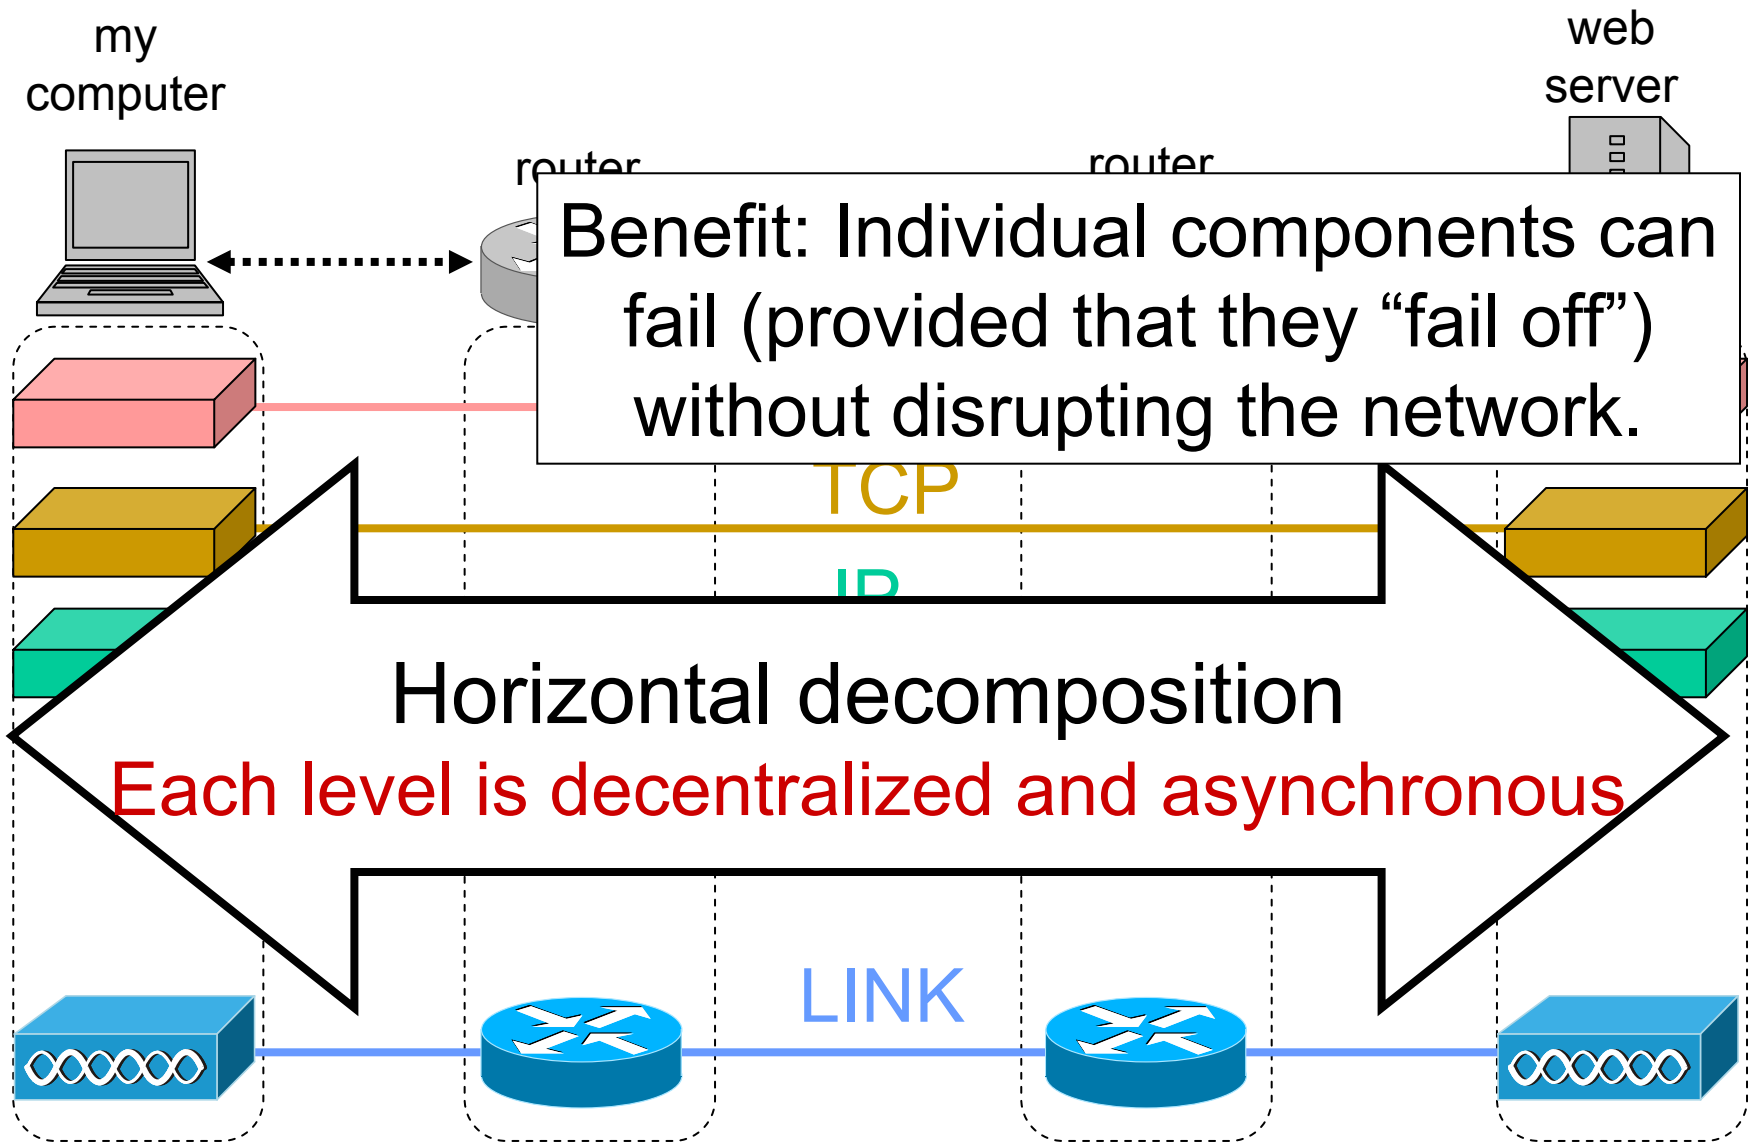 my
computer
web
server
router
router
Benefit: Individual components can
fail (provided that they “fail off”)
without disrupting the network.
TCP
IP
Horizontal decomposition
Each level is decentralized and asynchronous
LINK